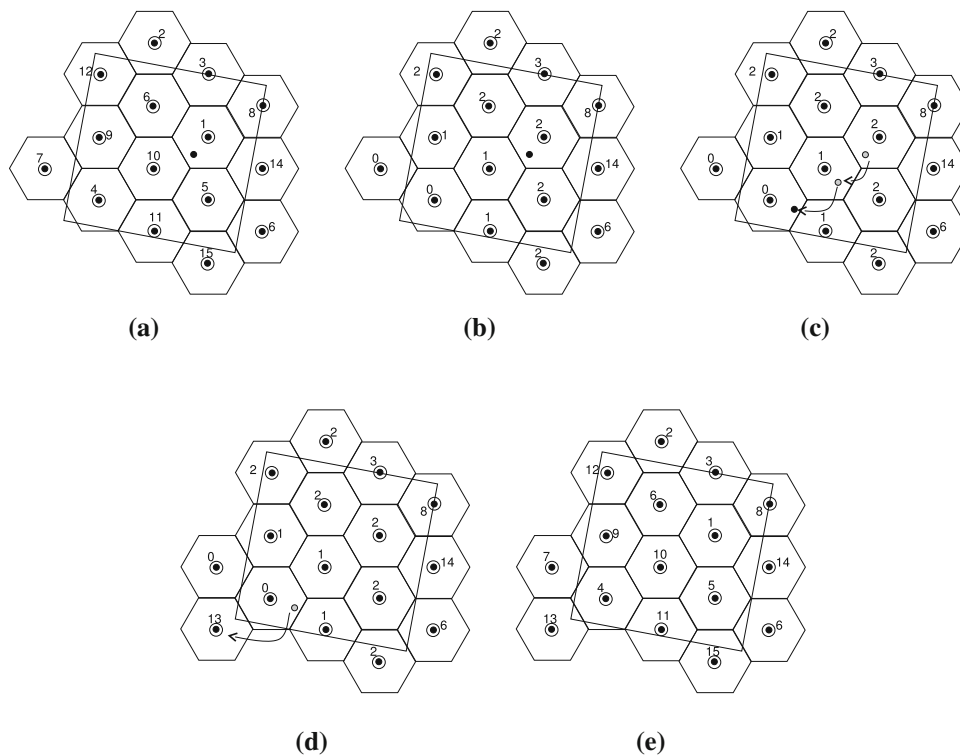 2 2 2
12 3 2 3 2 3
6 8 2 8 2 8
9 1 1 2 1 2
7 10 14 0 1 14 0 1 14
4 5 0 2 0 2
11 6 1 6 1 6
15 2 2
(a) (b) (c)
2 2
2 3 12 3
2 8 6 8
1 2 9 1
0 1 14 7 10 14
0 2 4 5
13 1 6 13 11 6
2 15
(d) (e)